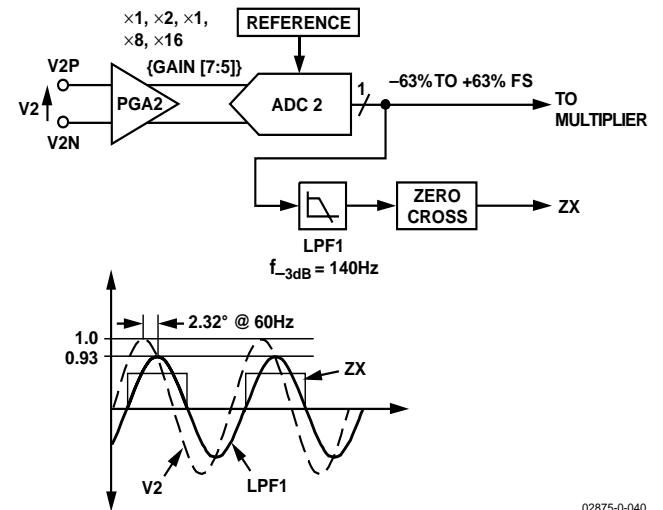 ×1, ×2, ×1,
×8, ×16
REFERENCE
{GAIN [7:5]}
V2P
V2
V2N
PGA2
ADC 2
1
–63% TO +63% FS
TO
MULTIPLIER
LPF1
f–3dB = 140Hz
ZERO
CROSS
ZX
2.32° @ 60Hz
1.0
0.93
ZX
V2
LPF1
02875-0-040